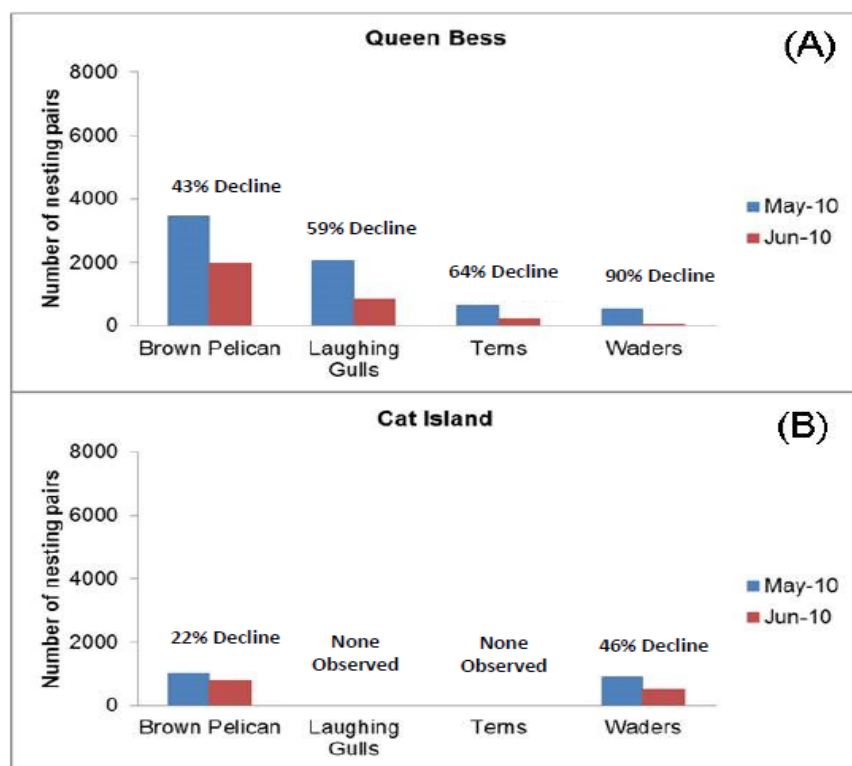 Queen Bess
(A)
Number of nesting pairs
8000
6000
4000
2000
0
43% Decline
59% Decline
64% Decline
90% Decline
May-10
Jun-10
Brown Pelican
Laughing
Gulls
Terns
Waders
Cat Island
(B)
Number of nesting pairs
8000
6000
4000
2000
0
22% Decline
None
Observed
None
Observed
46% Decline
May-10
Jun-10
Brown Pelican
Laughing
Gulls
Terns
Waders